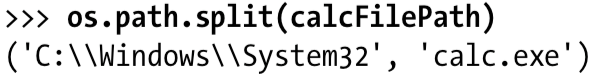 >>> os.path.split(calcFilePath)
('C:\\Windows\\System32', 'calc.exe')